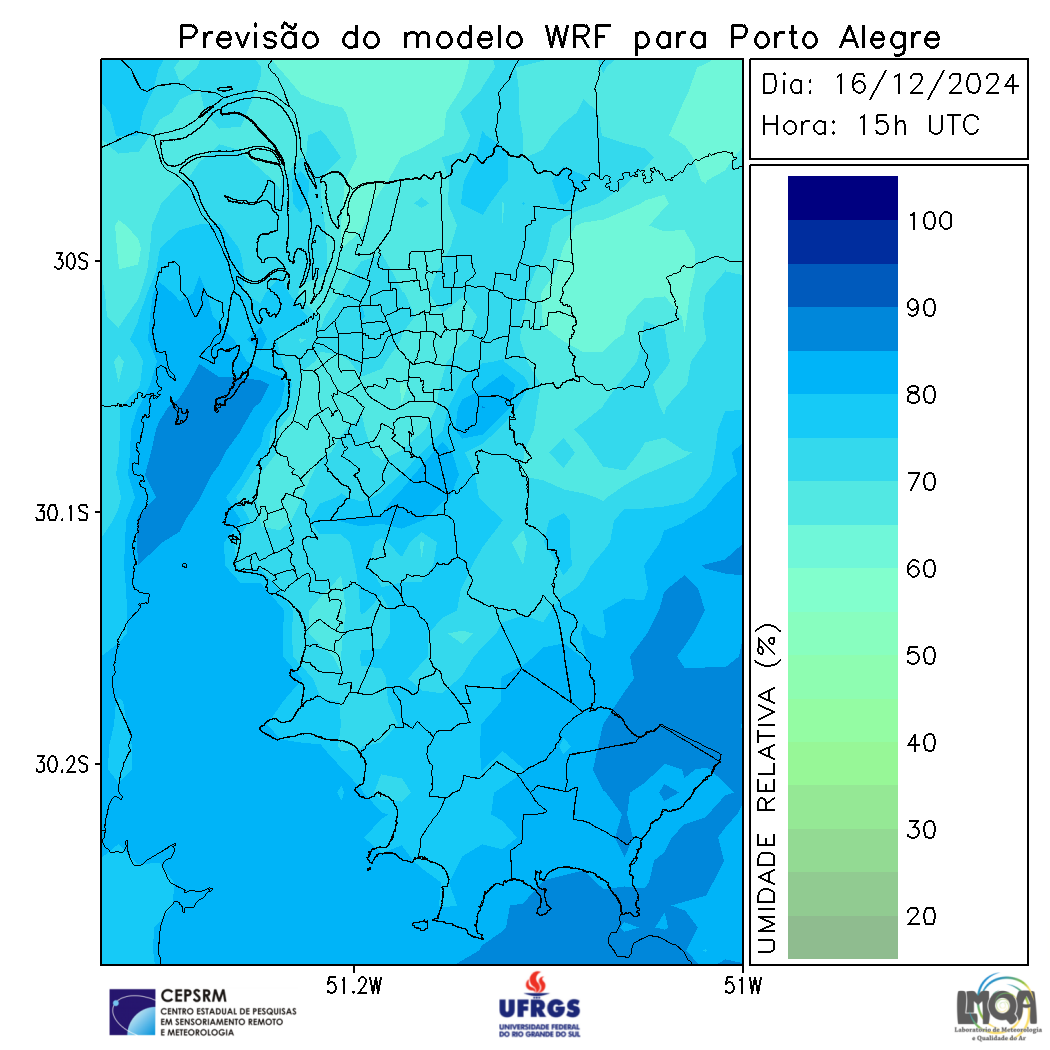 Previsão do modelo WRF para Porto Alegre
Dia: 16/12/2024
Hora: 15h UTC
30S
30.1S
30.2S
51.2W
51W
100
90
80
70
60
50
40
30
20
UMIDADE RELATIVA (%)
CEPSRM
CENTRO ESTADUAL DE PESQUISAS
EM SENSORIAMENTO REMOTO
E METEOROLOGIA
UFRGS
UNIVERSIDADE FEDERAL
DO RIO GRANDE DO SUL
LMQA
Laboratório de Meteorologia
e Qualidade do Ar